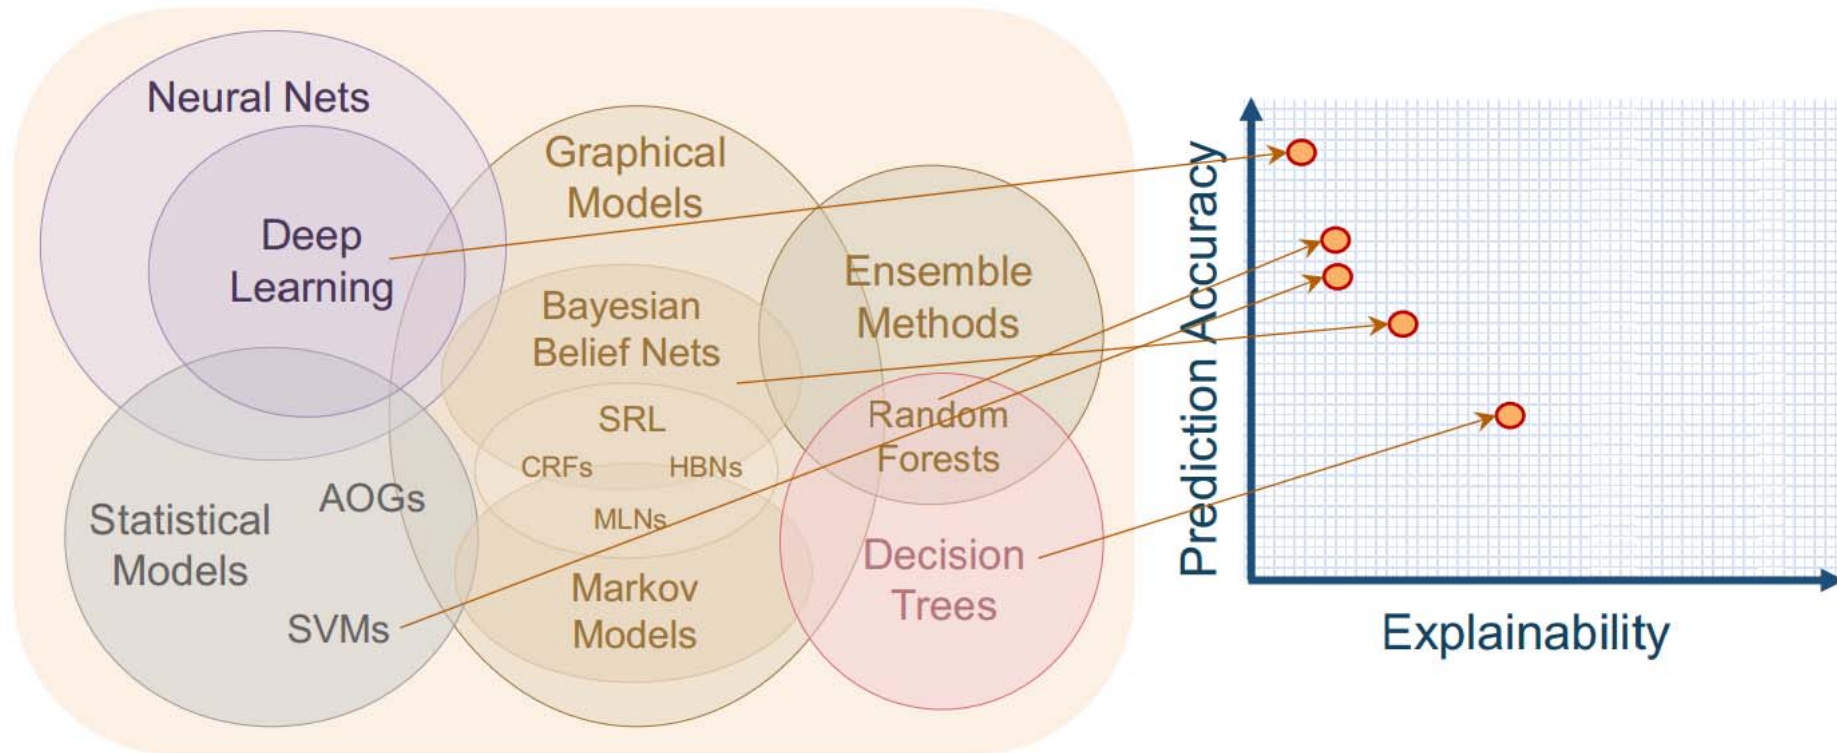 Neural Nets
Deep
Learning
Statistical
Models
AOGs
SVMs
Graphical
Models
Bayesian
Belief Nets
SRL
CRFs
HBNs
MLNs
Markov
Models
Ensemble
Methods
Random
Forests
Decision
Trees
Prediction Accuracy
Explainability